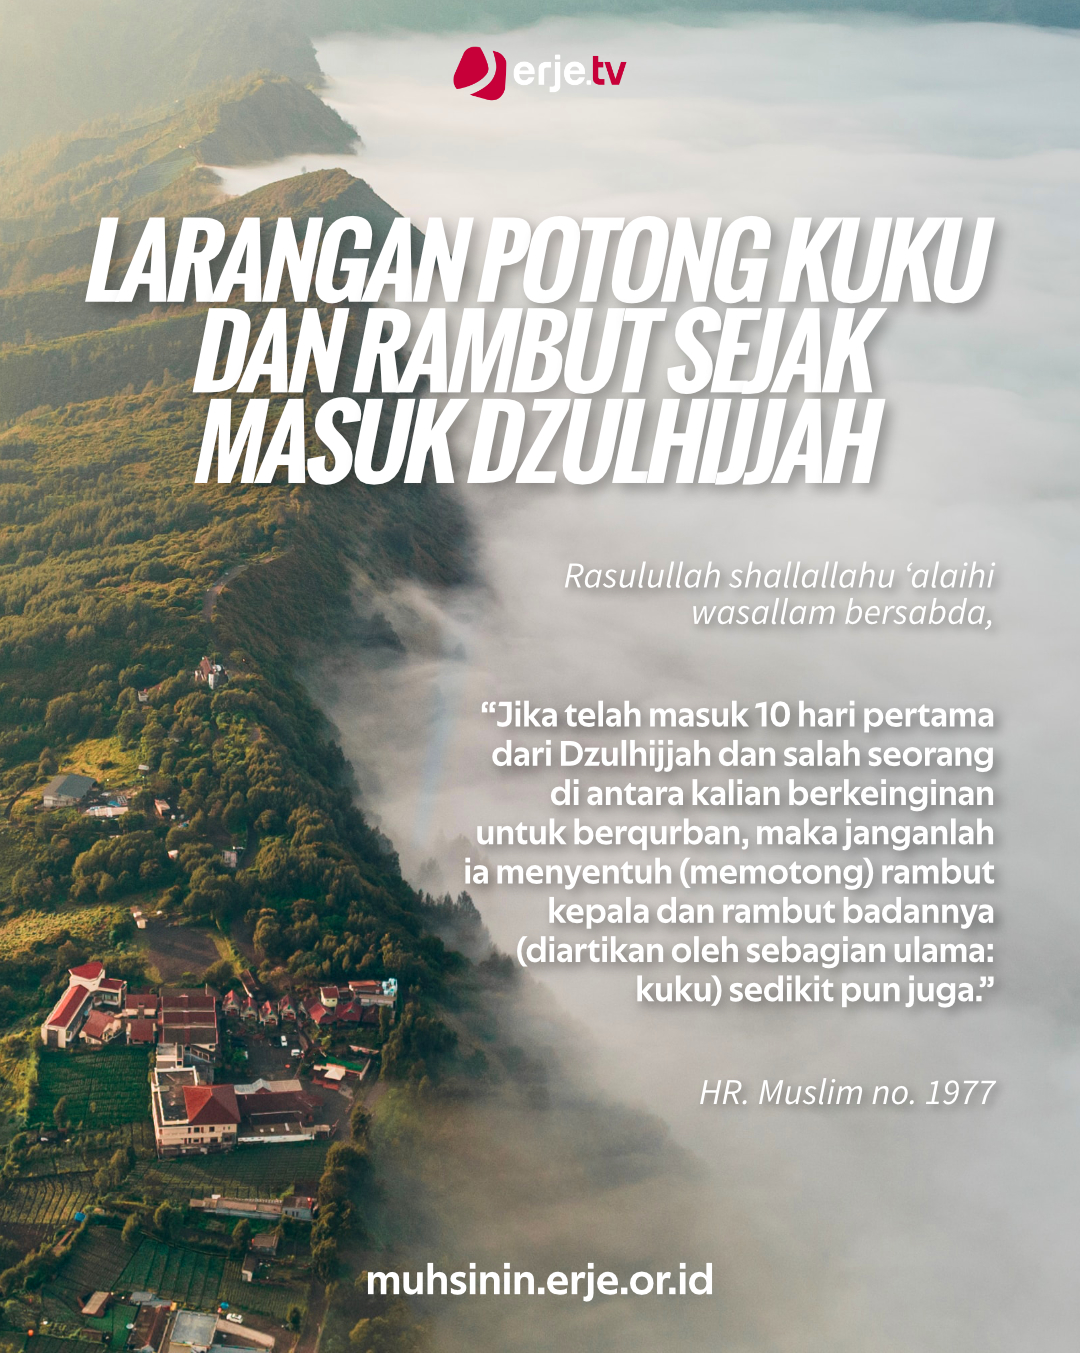 erje.tv
LARANGAN POTONG KUKU
DAN RAMBUT SEJAK
MASUK DZULHIJJAH
Rasulullah shallallahu ‘alaihi
wasallam bersabda,
“Jika telah masuk 10 hari pertama
dari Dzulhijjah dan salah seorang
di antara kalian berkeinginan
untuk berqurban, maka janganlah
ia menyentuh (memotong) rambut
kepala dan rambut badannya
(diartikan oleh sebagian ulama:
kuku) sedikit pun juga.”
HR. Muslim no. 1977
muhsinin.erje.or.id